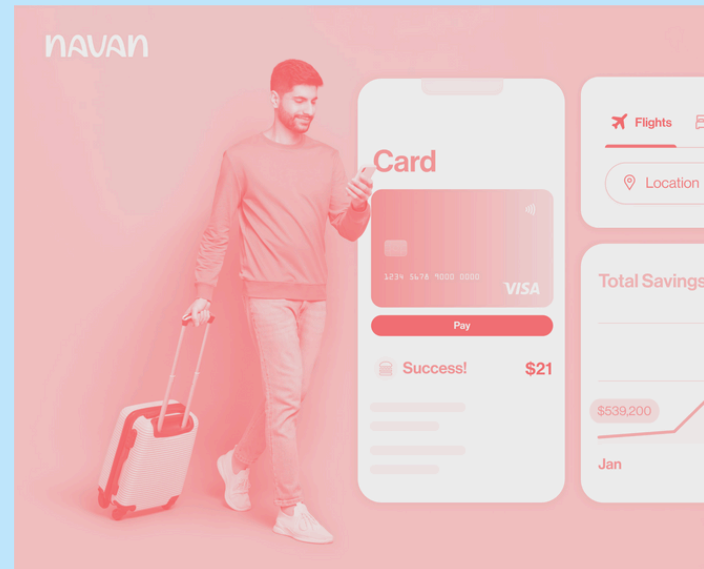 navan
Card
1234 5678 9000 0000
VISA
Pay
Success! $21
Flights
Location
Total Savings
$539,200
Jan